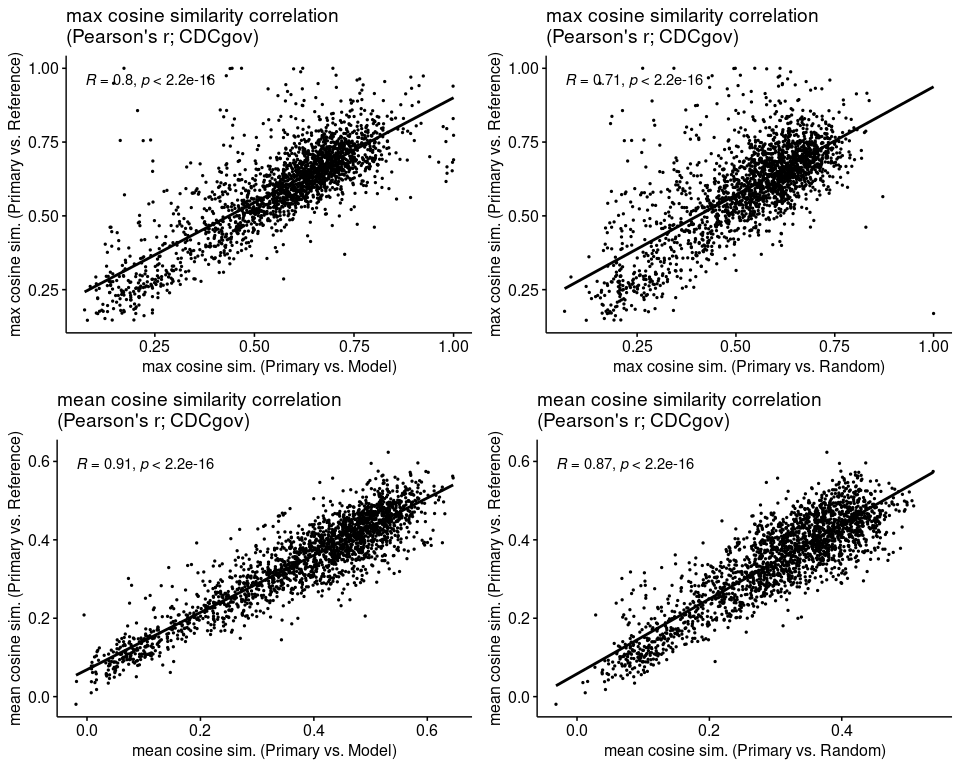 max cosine similarity correlation
(Pearson's r; CDCgov)
R = 0.8, p < 2.2e-16
max cosine sim. (Primary vs. Reference)
1.00
0.75
0.50
0.25
0.25 0.50 0.75 1.00
max cosine sim. (Primary vs. Model)
max cosine similarity correlation
(Pearson's r; CDCgov)
R = 0.71, p < 2.2e-16
max cosine sim. (Primary vs. Reference)
1.00
0.75
0.50
0.25
0.25 0.50 0.75 1.00
max cosine sim. (Primary vs. Random)
mean cosine similarity correlation
(Pearson's r; CDCgov)
R = 0.91, p < 2.2e-16
mean cosine sim. (Primary vs. Reference)
0.6
0.4
0.2
0.0
0.0 0.2 0.4 0.6
mean cosine sim. (Primary vs. Model)
mean cosine similarity correlation
(Pearson's r; CDCgov)
R = 0.87, p < 2.2e-16
mean cosine sim. (Primary vs. Reference)
0.6
0.4
0.2
0.0
0.0 0.2 0.4
mean cosine sim. (Primary vs. Random)